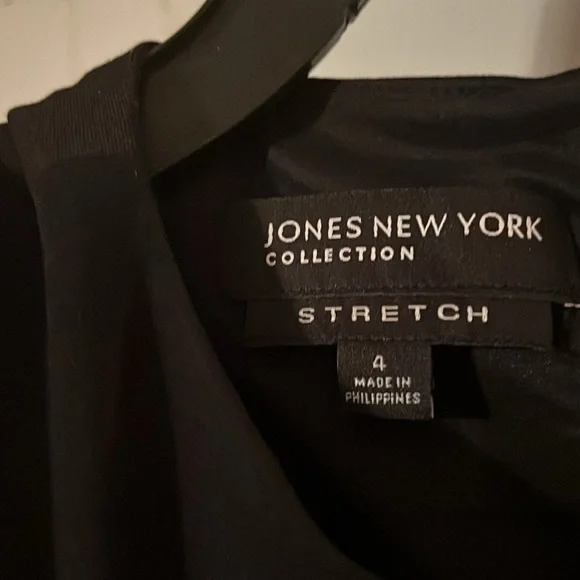 JONES NEW YORK
COLLECTION
STRETCH
4
MADE IN
PHILIPPINES